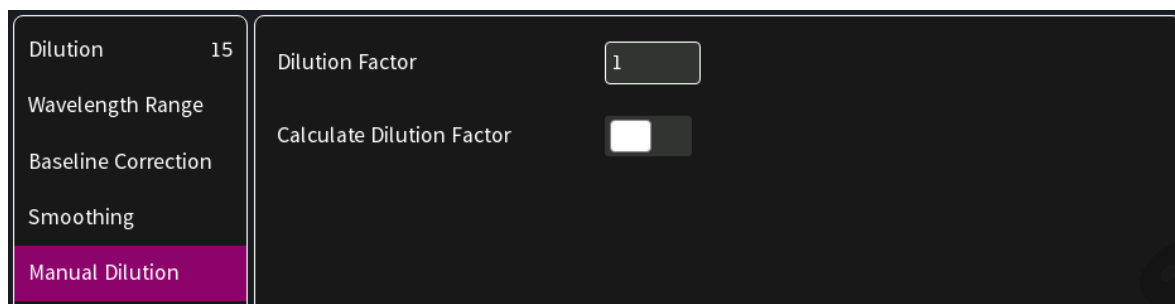 Dilution 15
Wavelength Range
Baseline Correction
Smoothing
Manual Dilution
Dilution Factor 1
Calculate Dilution Factor